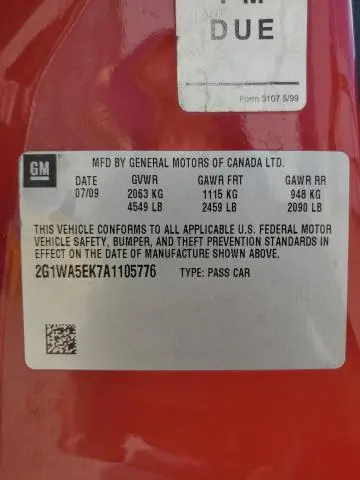 DUE
Form 5107 5/99
GM
MFD BY GENERAL MOTORS OF CANADA LTD.
DATE GVWR GAWR FRT GAWR RR
07/09 2063 KG 1115 KG 948 KG
4549 LB 2459 LB 2090 LB
THIS VEHICLE CONFORMS TO ALL APPLICABLE U.S. FEDERAL MOTOR
VEHICLE SAFETY, BUMPER, AND THEFT PREVENTION STANDARDS IN
EFFECT ON THE DATE OF MANUFACTURE SHOWN ABOVE.
2G1WA5EK7A1105776 TYPE: PASS CAR